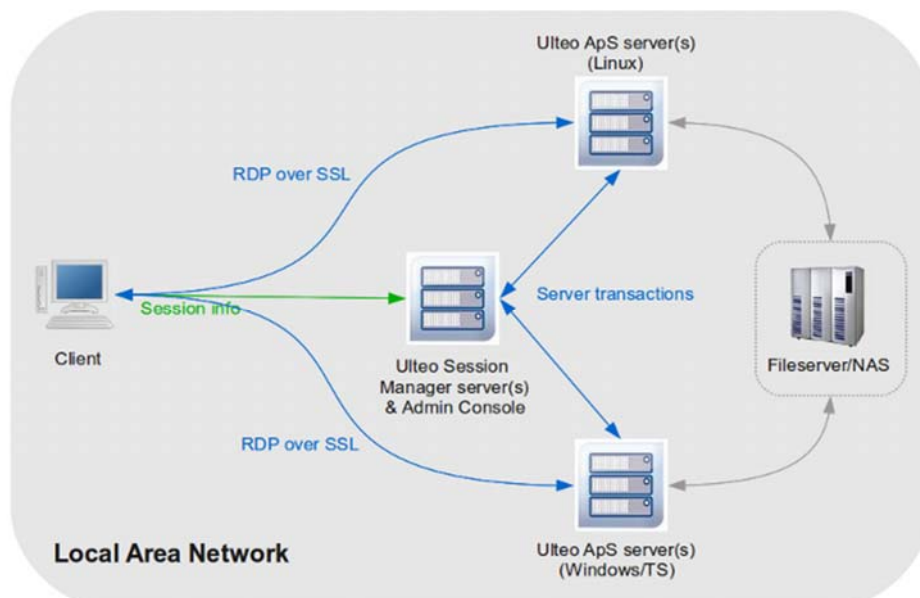 Ulteo ApS server(s)
(Linux)
RDP over SSL
Session info
Client
Ulteo Session
Manager server(s)
& Admin Console
Server transactions
Fileserver/NAS
RDP over SSL
Ulteo ApS server(s)
(Windows/TS)
Local Area Network